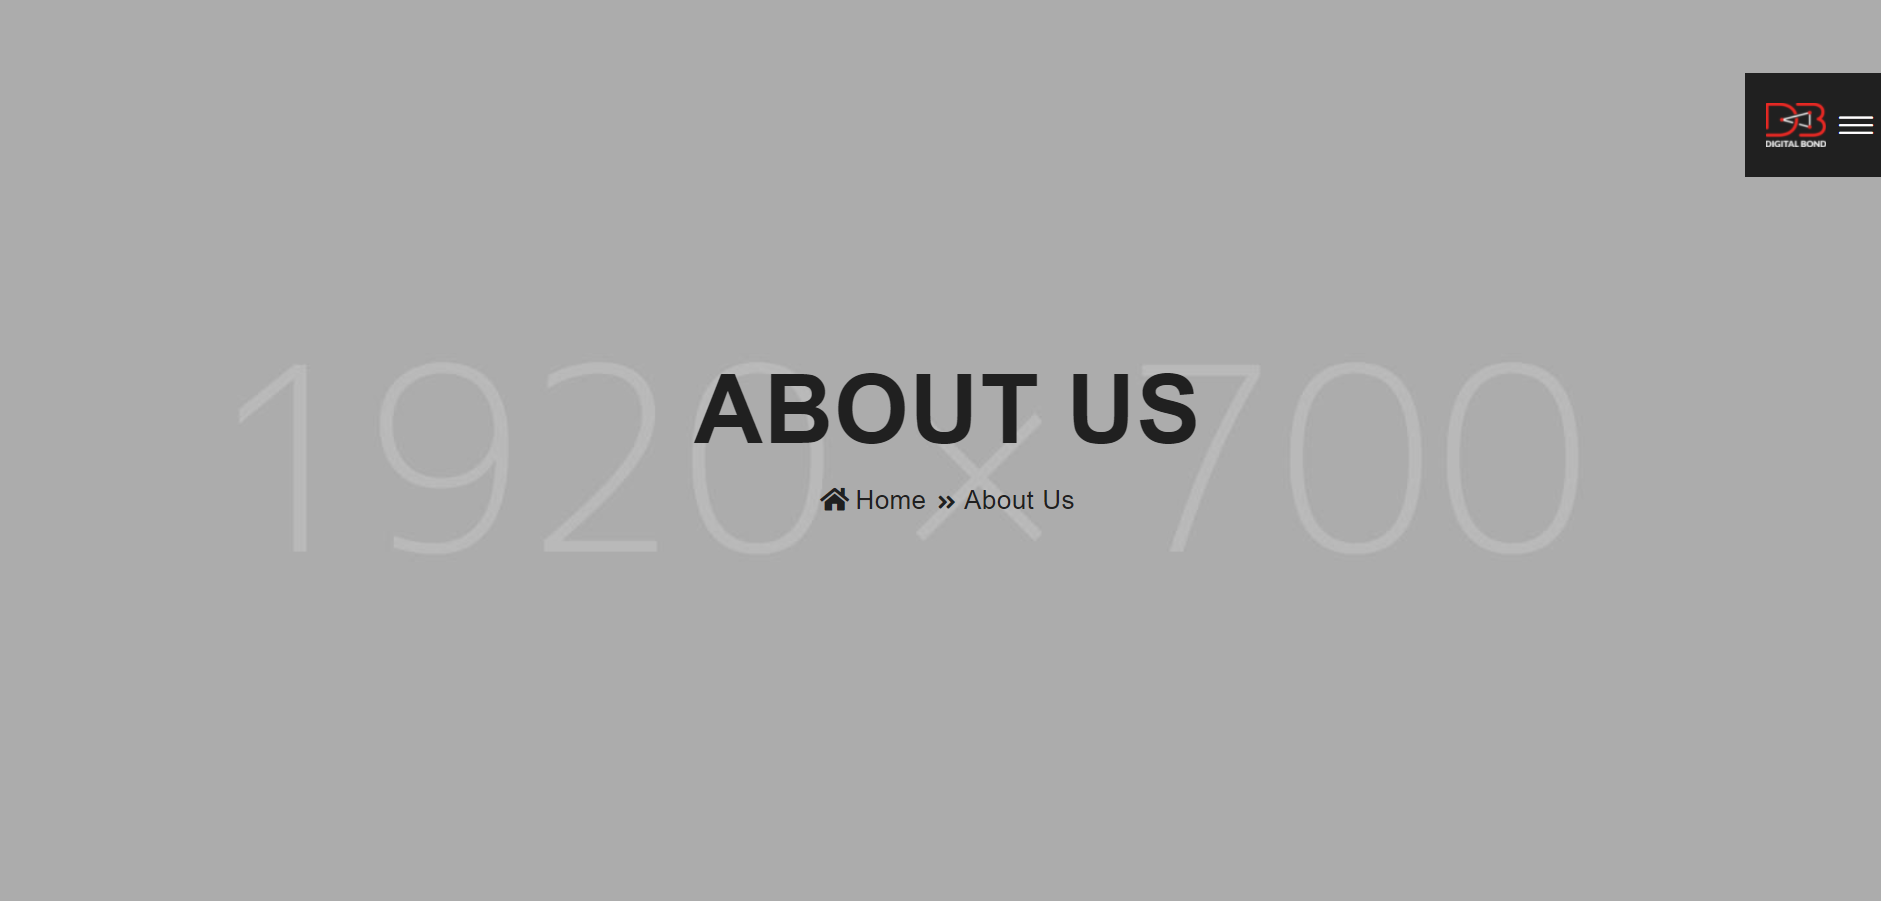 DIGITAL BOND
1920 × 700
ABOUT US
Home » About Us